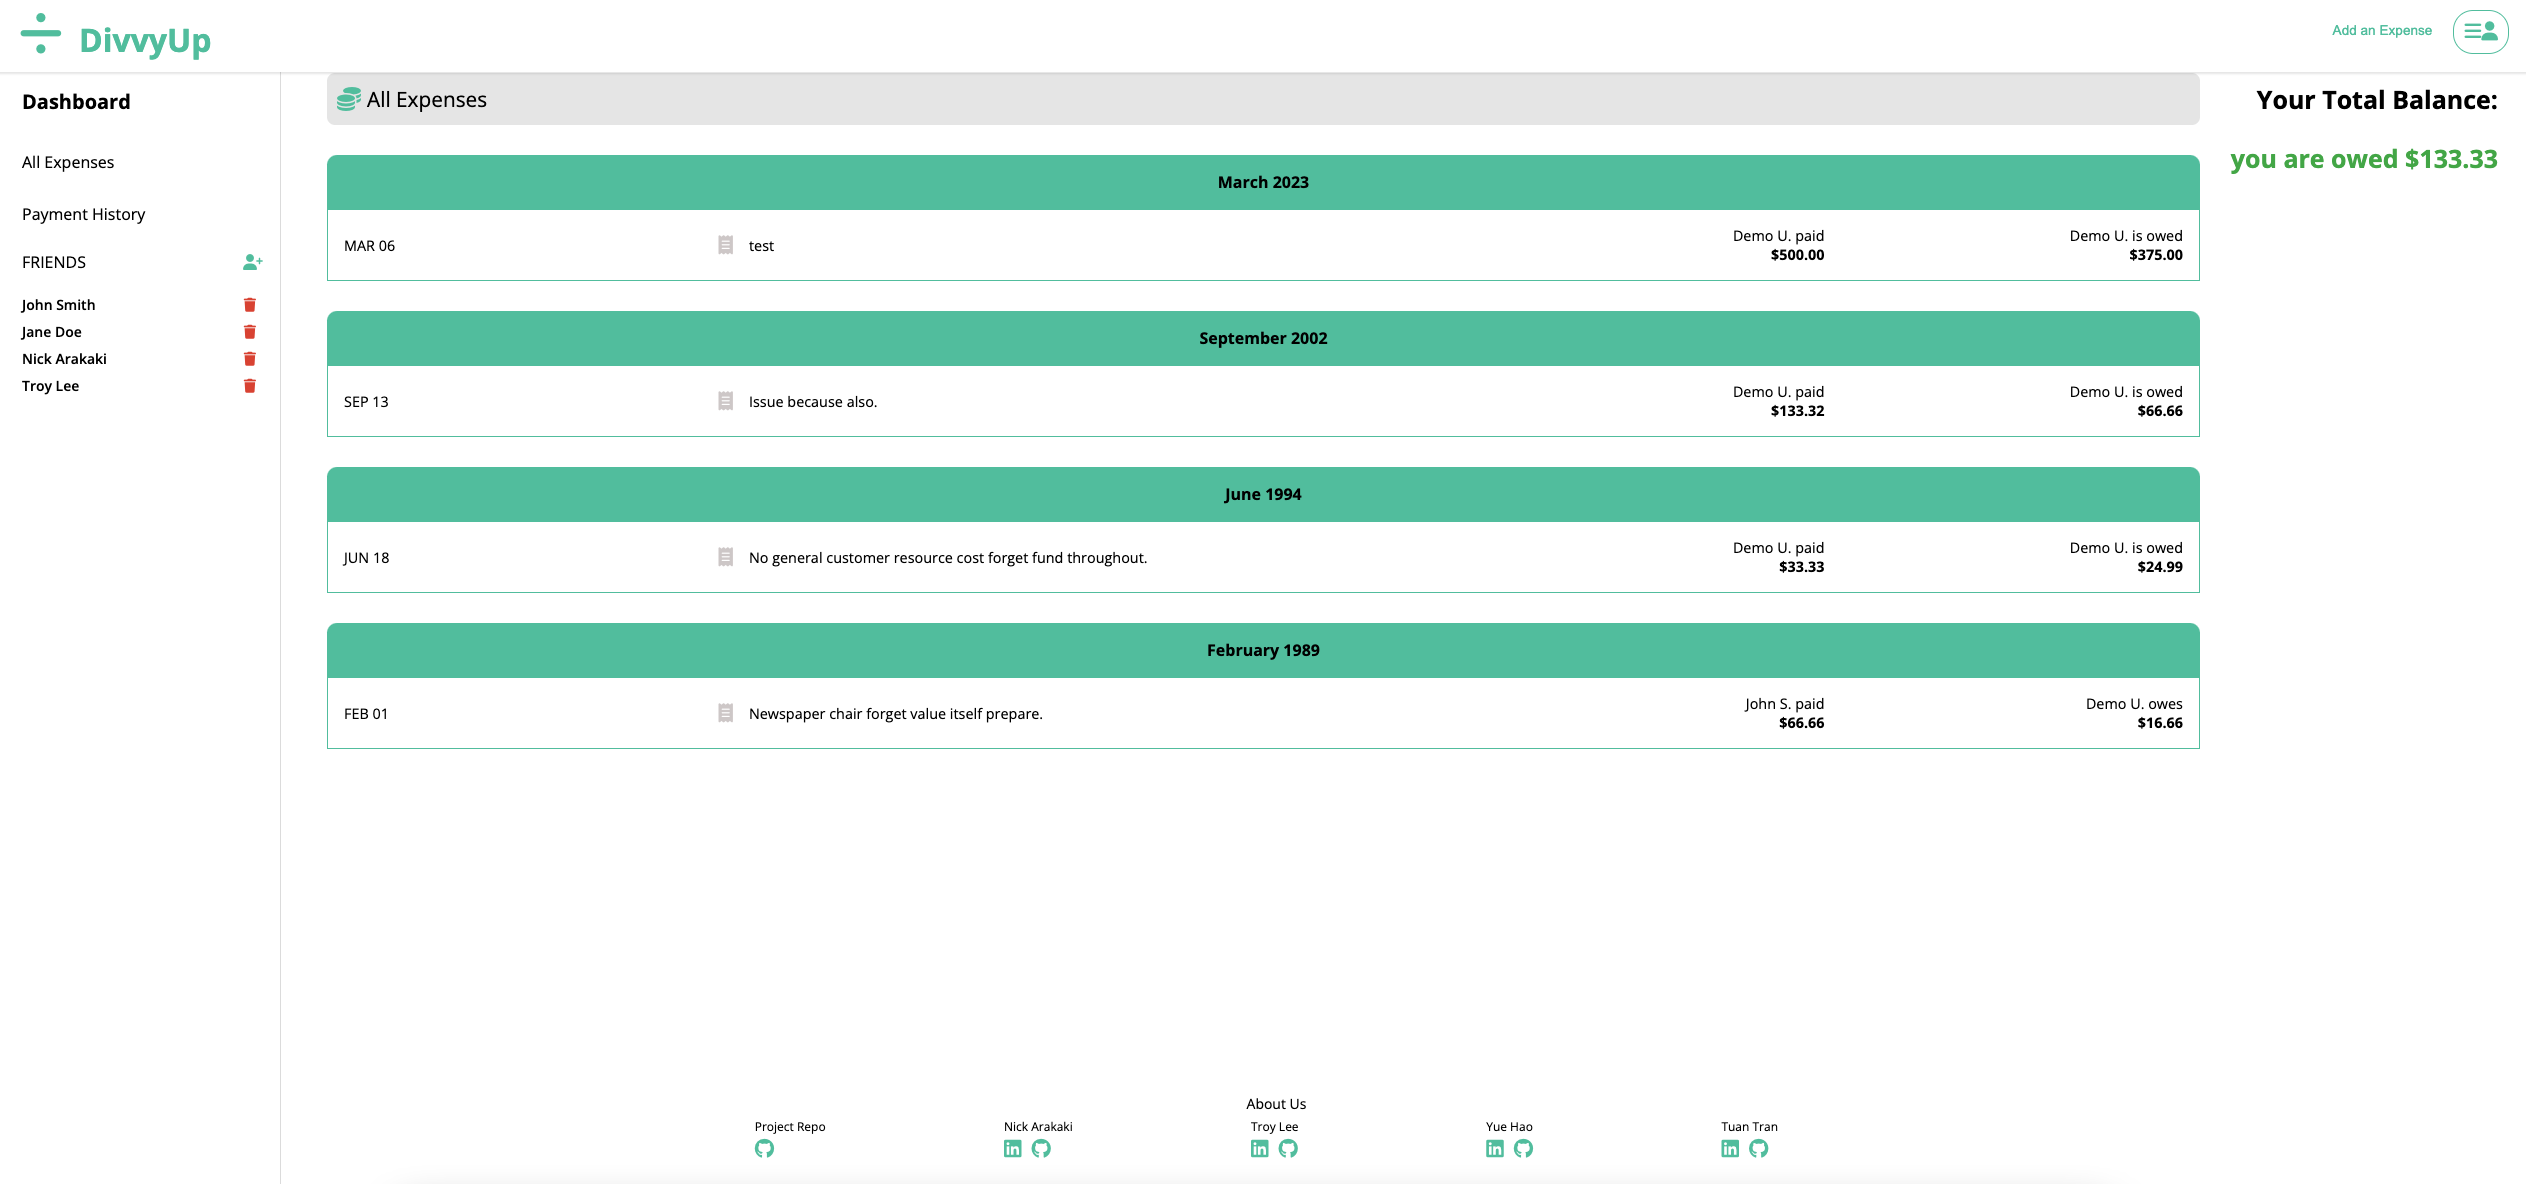 DivvyUp
Add an Expense
Dashboard
All Expenses
Payment History
FRIENDS
John Smith
Jane Doe
Nick Arakaki
Troy Lee
All Expenses
March 2023
MAR 06 test Demo U. paid Demo U. is owed
$500.00 $375.00
September 2002
SEP 13 Issue because also. Demo U. paid Demo U. is owed
$133.32 $66.66
June 1994
JUN 18 No general customer resource cost forget fund throughout. Demo U. paid Demo U. is owed
$33.33 $24.99
February 1989
FEB 01 Newspaper chair forget value itself prepare. John S. paid Demo U. owes
$66.66 $16.66
Your Total Balance:
you are owed $133.33
About Us
Project Repo Nick Arakaki Troy Lee Yue Hao Tuan Tran